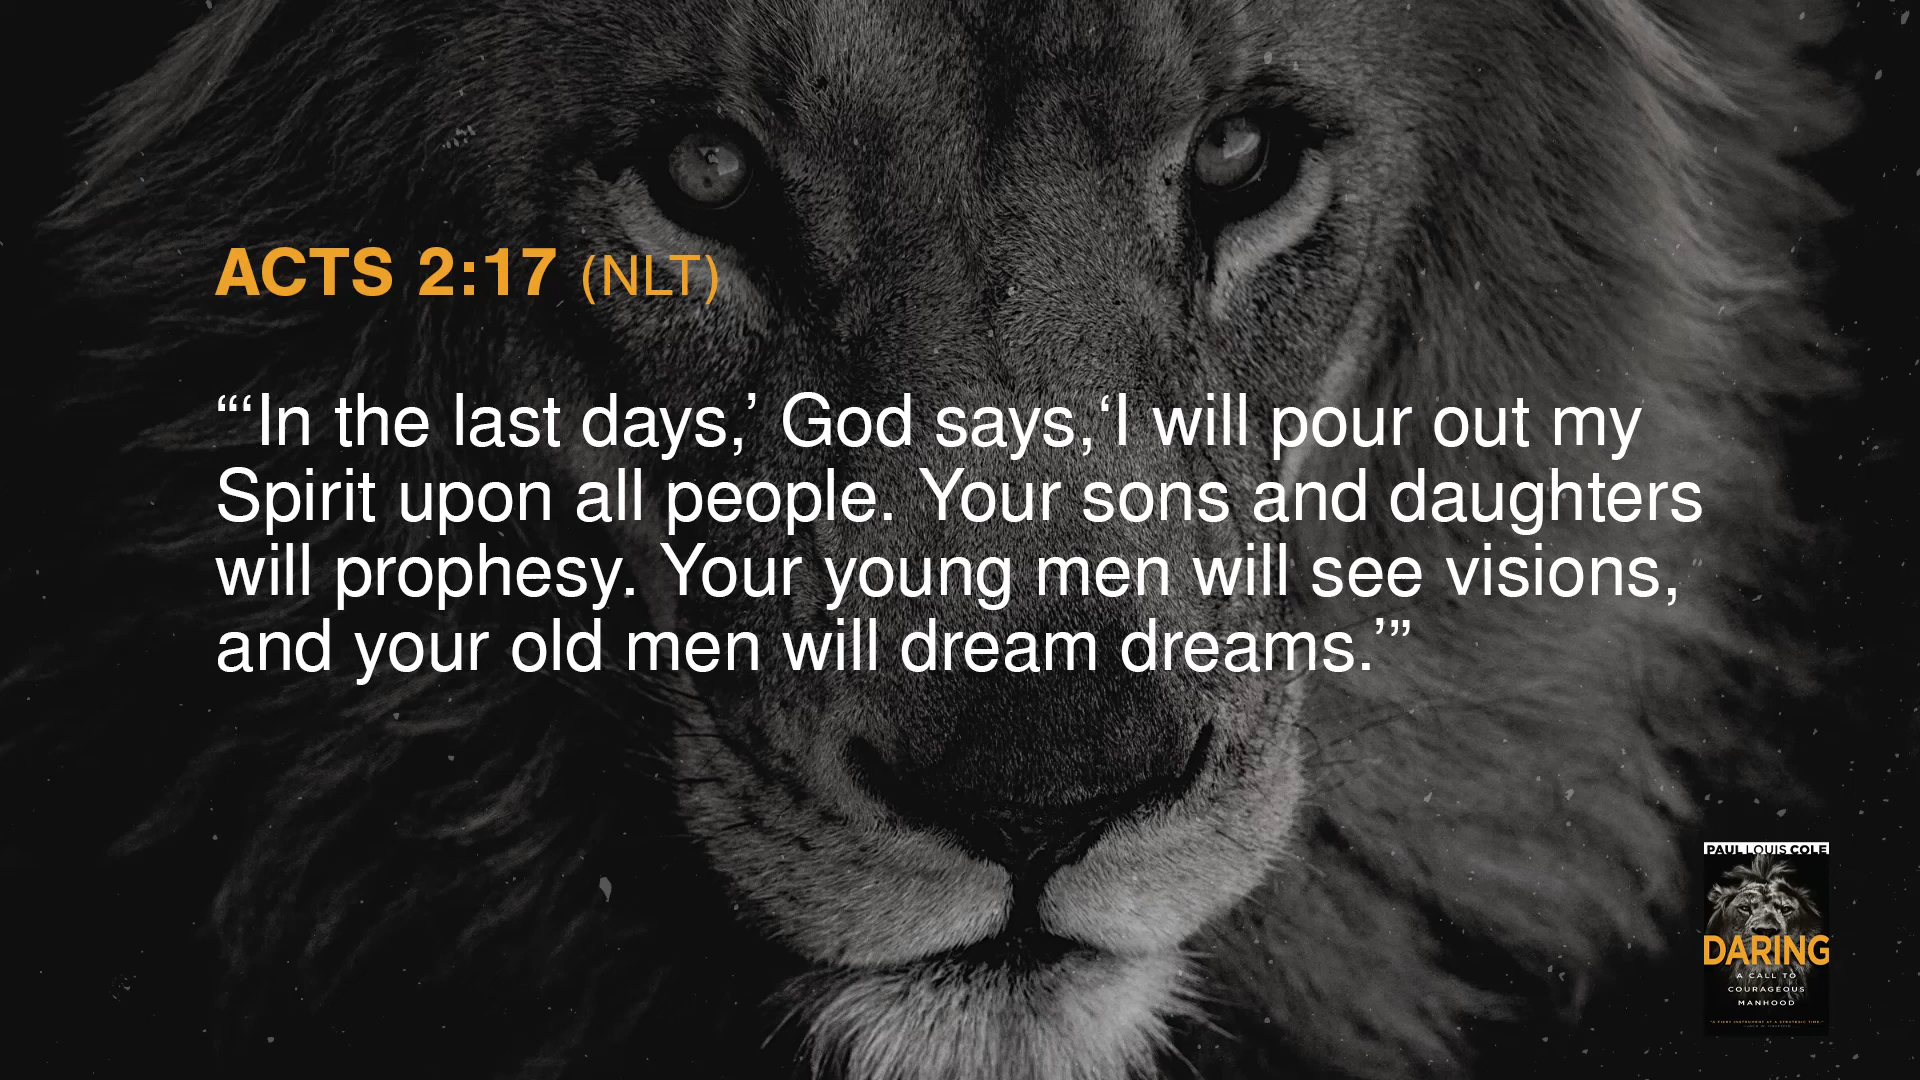 ACTS 2:17 (NLT)
“‘In the last days,’ God says,‘I will pour out my
Spirit upon all people. Your sons and daughters
will prophesy. Your young men will see visions,
and your old men will dream dreams.’”
PAUL LOUIS COLE
DARING
A CALL TO
COURAGEOUS
MANHOOD